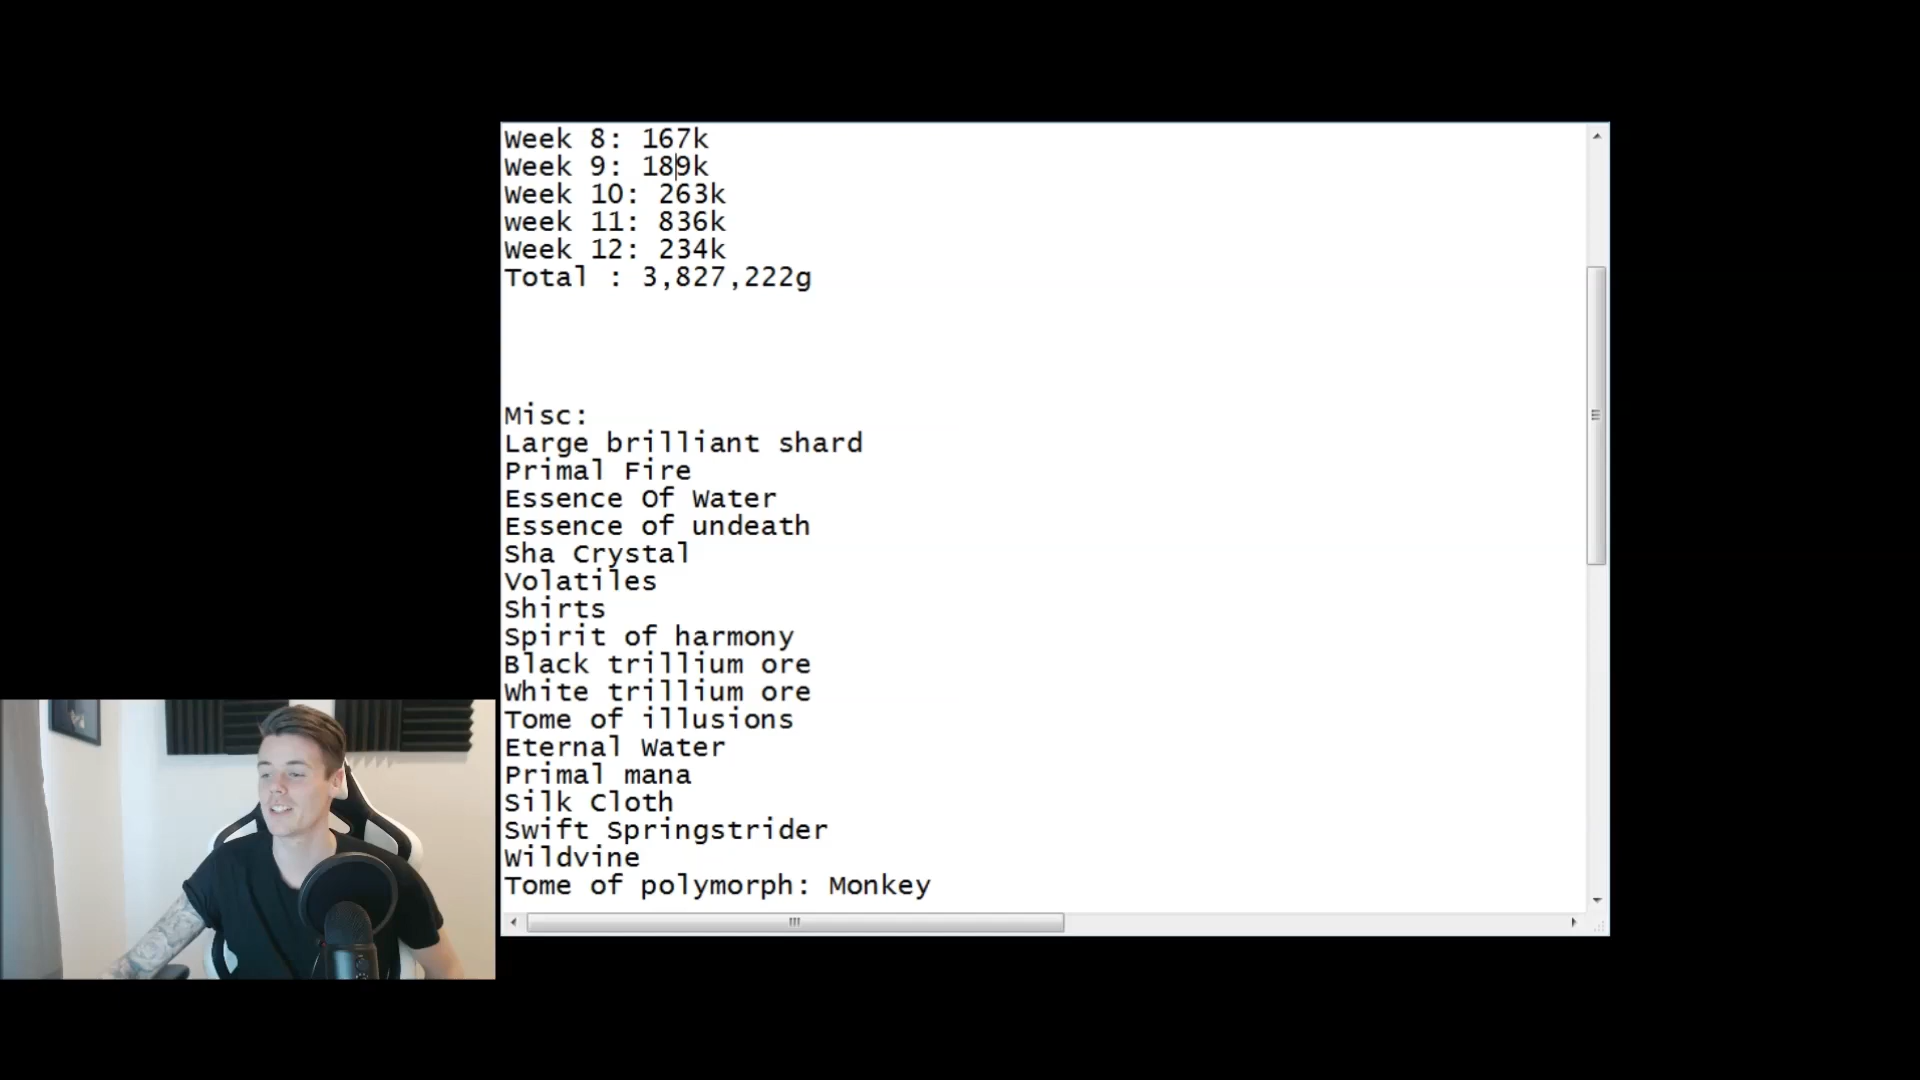 Week 8: 167k
Week 9: 189k
Week 10: 263k
week 11: 836k
Week 12: 234k
Total : 3,827,222g
Misc:
Large brilliant shard
Primal Fire
Essence Of Water
Essence of undeath
Sha Crystal
Volatiles
Shirts
Spirit of harmony
Black trillium ore
White trillium ore
Tome of illusions
Eternal Water
Primal mana
Silk Cloth
Swift Springstrider
Wildvine
Tome of polymorph: Monkey